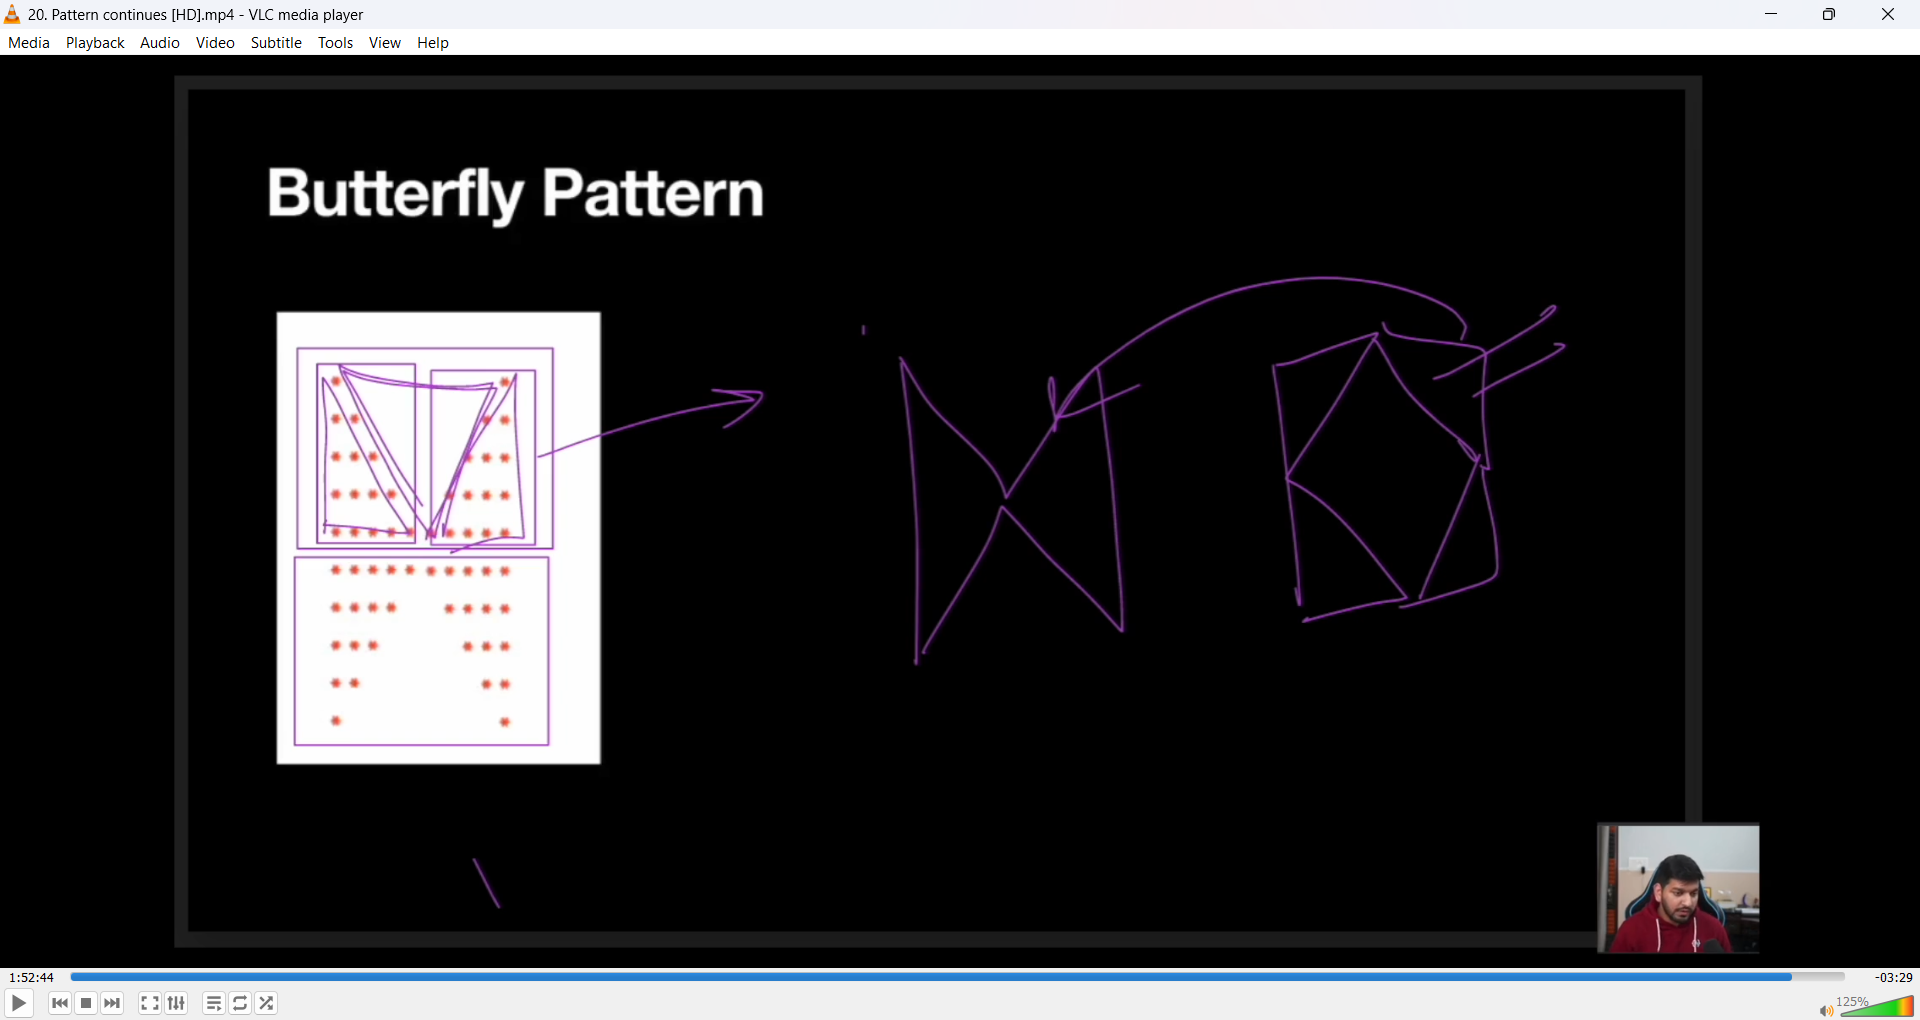 20. Pattern continues [HD].mp4 - VLC media player
Media Playback Audio Video Subtitle Tools View Help
Butterfly Pattern
* *
* * * *
* * * * * *
* * * * * * * *
* * * * * * * * * *
* * * * * * * * * *
* * * * * * * *
* * * * * *
* * * *
* *
1:52:44 -03:29
125%